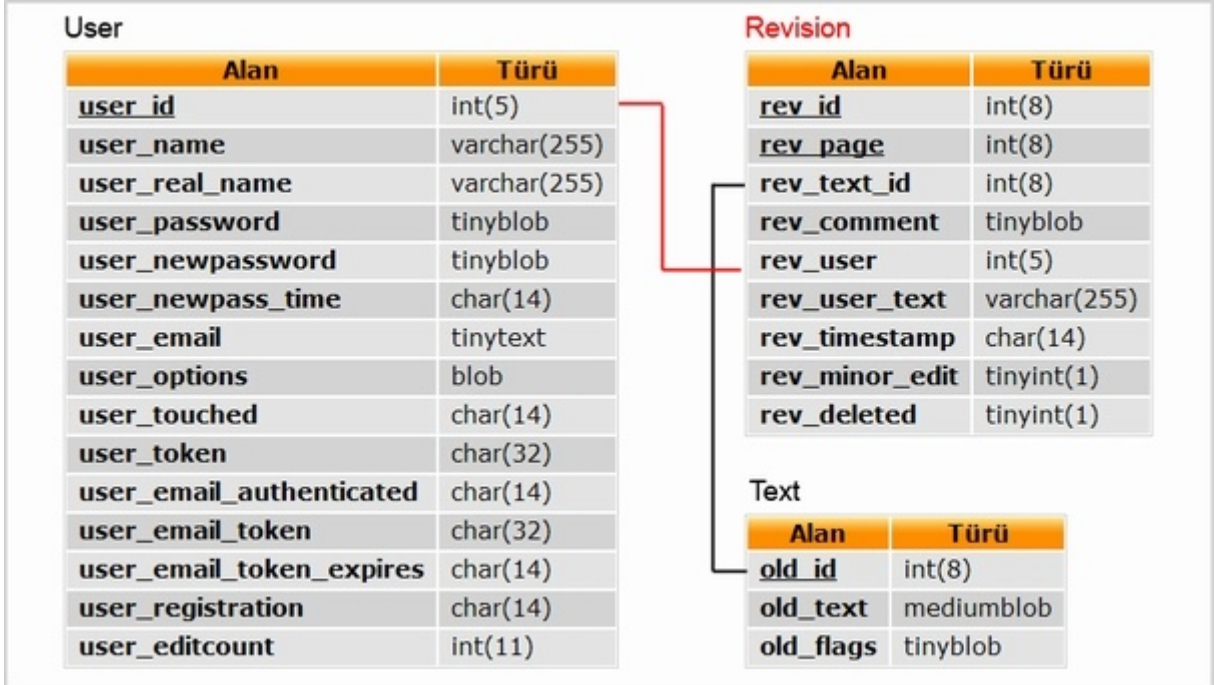 User
Alan Türü
user_id int(5)
user_name varchar(255)
user_real_name varchar(255)
user_password tinyblob
user_newpassword tinyblob
user_newpass_time char(14)
user_email tinytext
user_options blob
user_touched char(14)
user_token char(32)
user_email_authenticated char(14)
user_email_token char(32)
user_email_token_expires char(14)
user_registration char(14)
user_editcount int(11)
Revision
Alan Türü
rev_id int(8)
rev_page int(8)
rev_text_id int(8)
rev_comment tinyblob
rev_user int(5)
rev_user_text varchar(255)
rev_timestamp char(14)
rev_minor_edit tinyint(1)
rev_deleted tinyint(1)
Text
Alan Türü
old_id int(8)
old_text mediumblob
old_flags tinyblob